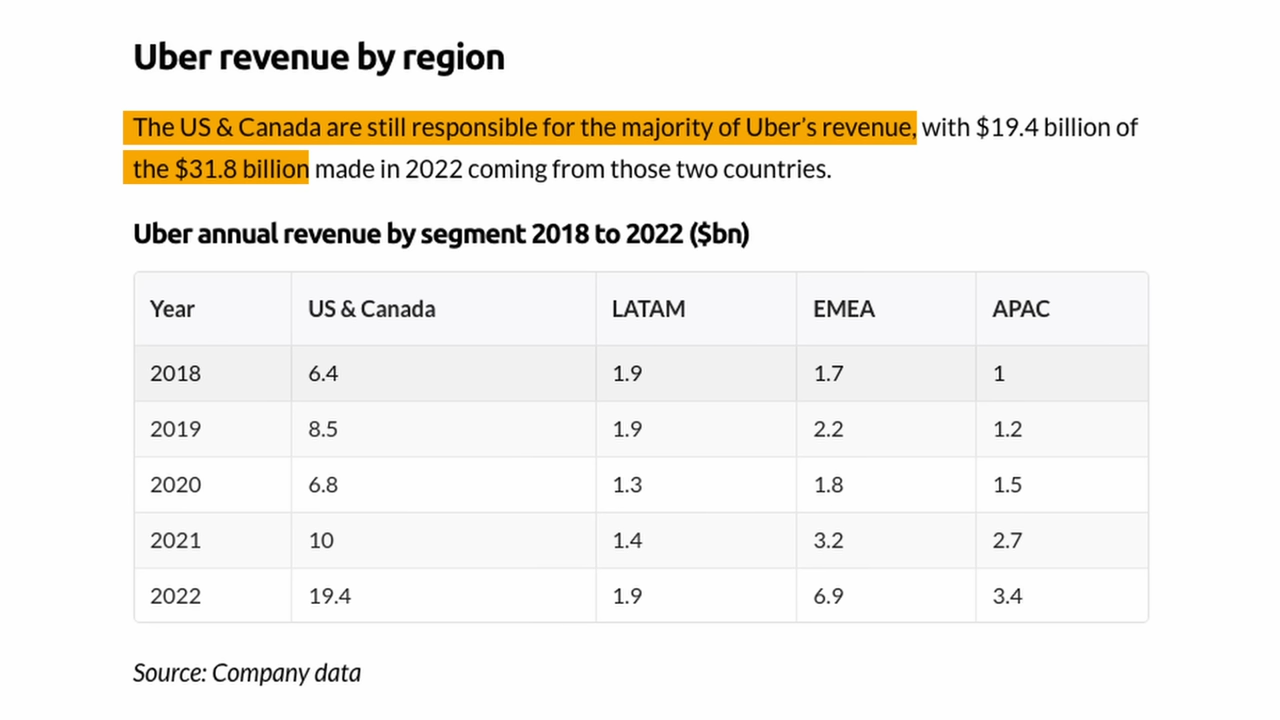 Uber revenue by region
The US & Canada are still responsible for the majority of Uber's revenue, with $19.4 billion of
the $31.8 billion made in 2022 coming from those two countries.
Uber annual revenue by segment 2018 to 2022 ($bn)
Year US & Canada LATAM EMEA APAC
2018 6.4 1.9 1.7 1
2019 8.5 1.9 2.2 1.2
2020 6.8 1.3 1.8 1.5
2021 10 1.4 3.2 2.7
2022 19.4 1.9 6.9 3.4
Source: Company data